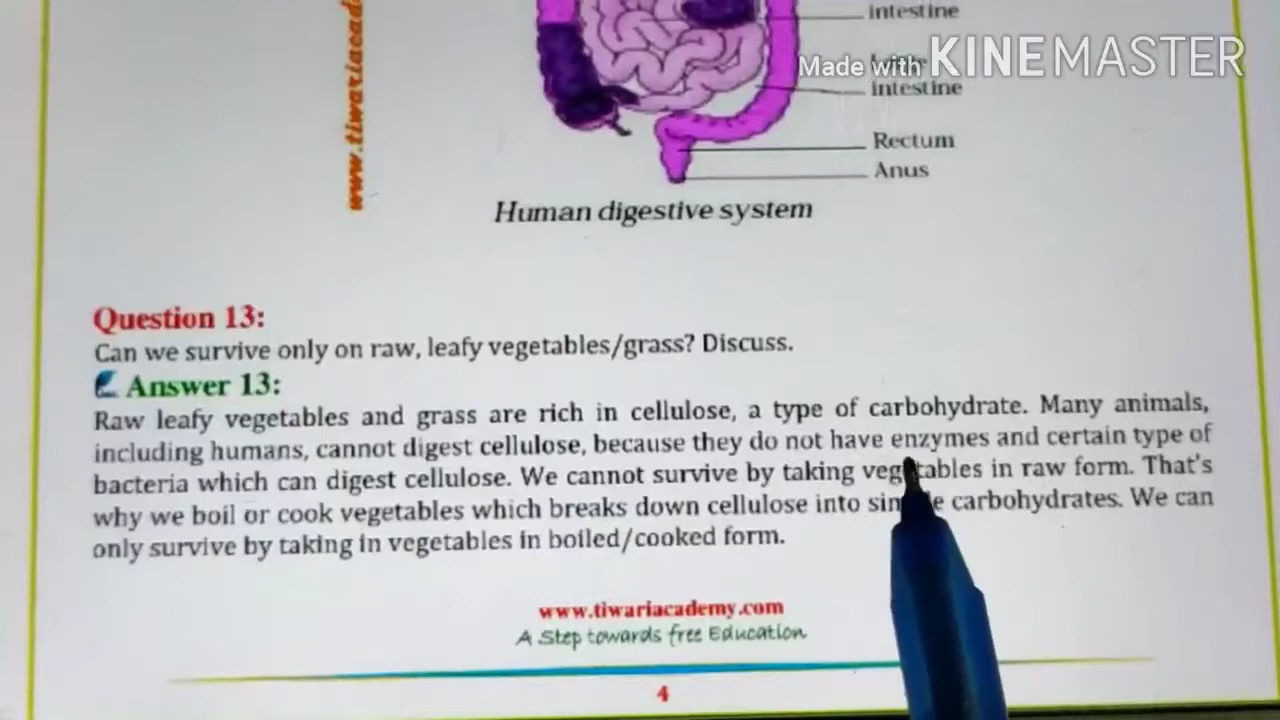 www.tiwariacad
intestine
Made with KINEMASTER
intestine
Rectum
Anus
Human digestive system
Question 13:
Can we survive only on raw, leafy vegetables/grass? Discuss.
Answer 13:
Raw leafy vegetables and grass are rich in cellulose, a type of carbohydrate. Many animals,
including humans, cannot digest cellulose, because they do not have enzymes and certain type of
bacteria which can digest cellulose. We cannot survive by taking vegetables in raw form. That's
why we boil or cook vegetables which breaks down cellulose into simple carbohydrates. We can
only survive by taking in vegetables in boiled/cooked form.
www.tiwariacademy.com
A Step towards free Education
4